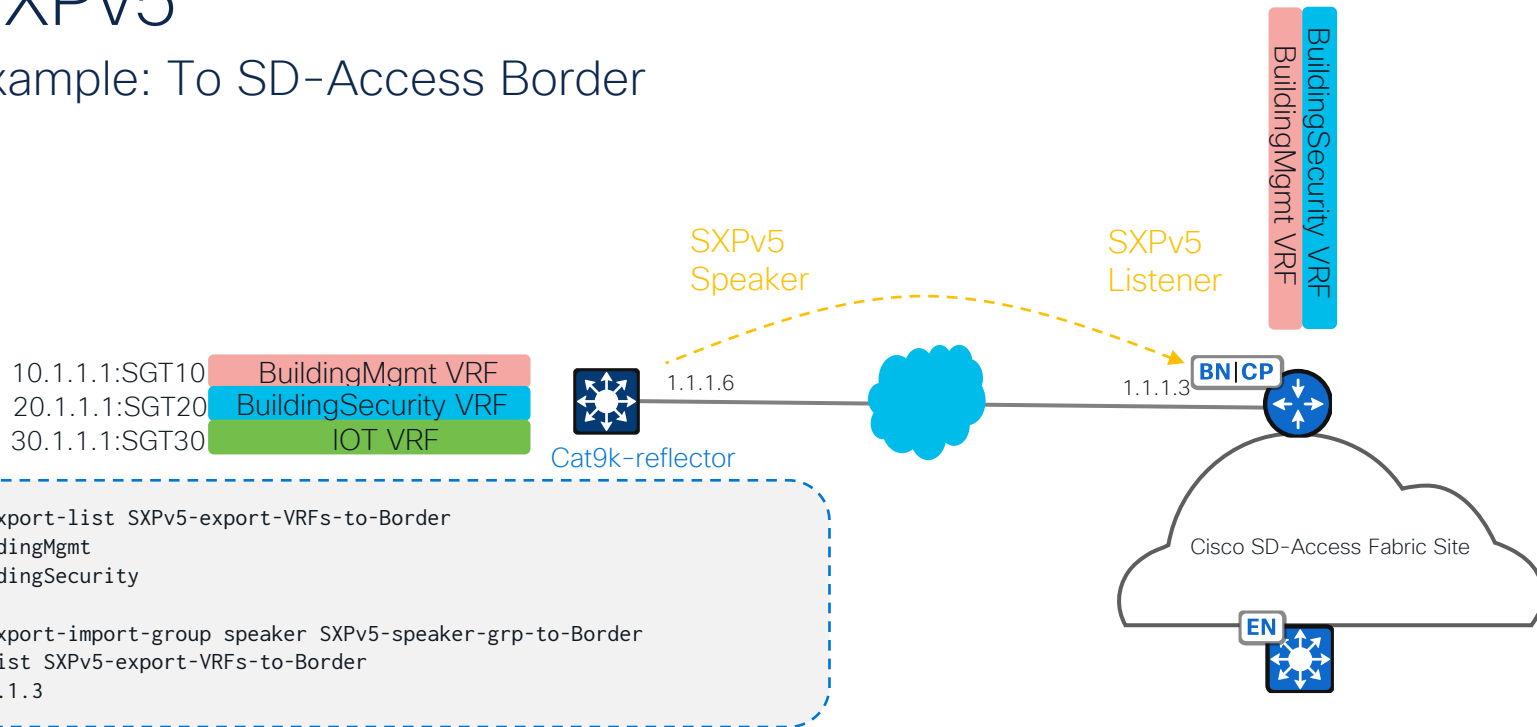 XPv5
xample: To SD-Access Border
BuildingSecurity VRF
BuildingMgmt VRF
SXPv5
Speaker
SXPv5
Listener
10.1.1.1:SGT10
BuildingMgmt VRF
20.1.1.1:SGT20
BuildingSecurity VRF
30.1.1.1:SGT30
IOT VRF
1.1.1.6
1.1.1.3
BN|CP
Cat9k-reflector
xport-list SXPv5-export-VRFs-to-Border
dingMgmt
dingSecurity
xport-import-group speaker SXPv5-speaker-grp-to-Border
ist SXPv5-export-VRFs-to-Border
.1.3
Cisco SD-Access Fabric Site
EN